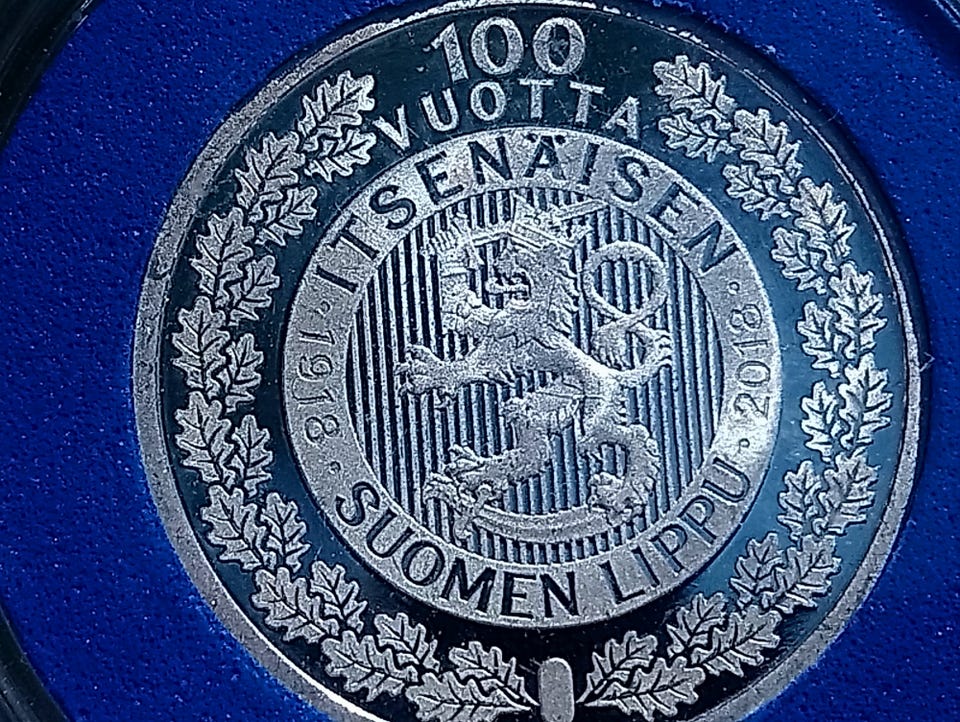 100
VUOTTA
ITSENÄISEN
·1918·
·2018·
SUOMEN LIPPU